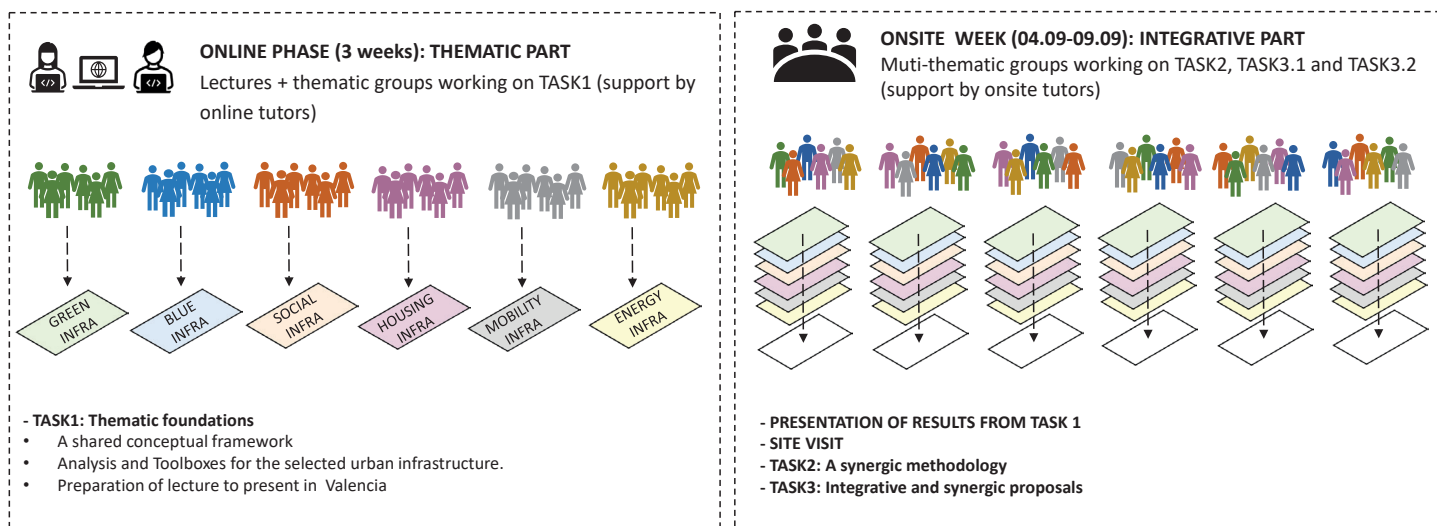 ONLINE PHASE (3 weeks): THEMATIC PART
Lectures + thematic groups working on TASK1 (support by
online tutors)
GREEN
INFRA
BLUE
INFRA
SOCIAL
INFRA
HOUSING
INFRA
MOBILITY
INFRA
ENERGY
INFRA
- TASK1: Thematic foundations
• A shared conceptual framework
• Analysis and Toolboxes for the selected urban infrastructure.
• Preparation of lecture to present in Valencia
ONSITE WEEK (04.09-09.09): INTEGRATIVE PART
Muti-thematic groups working on TASK2, TASK3.1 and TASK3.2
(support by onsite tutors)
- PRESENTATION OF RESULTS FROM TASK 1
- SITE VISIT
- TASK2: A synergic methodology
- TASK3: Integrative and synergic proposals